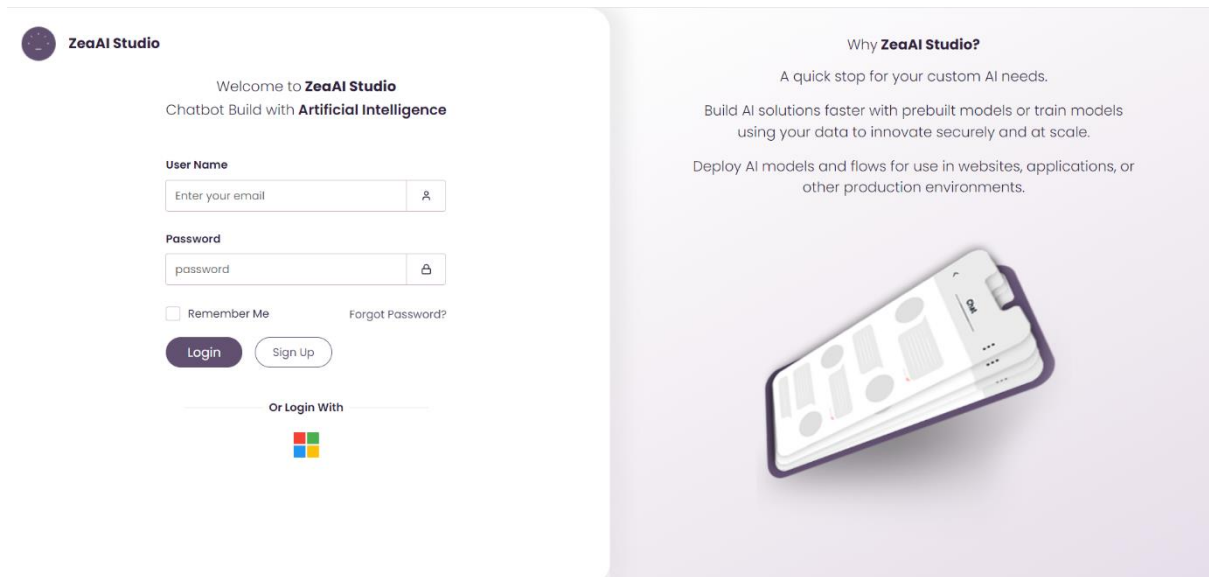 ZeaAI Studio
Welcome to ZeaAI Studio
Chatbot Build with Artificial Intelligence
User Name
Enter your email
Password
password
Remember Me
Forgot Password?
Login
Sign Up
Or Login With
Why ZeaAI Studio?
A quick stop for your custom AI needs.
Build AI solutions faster with prebuilt models or train models
using your data to innovate securely and at scale.
Deploy AI models and flows for use in websites, applications, or
other production environments.
Chat